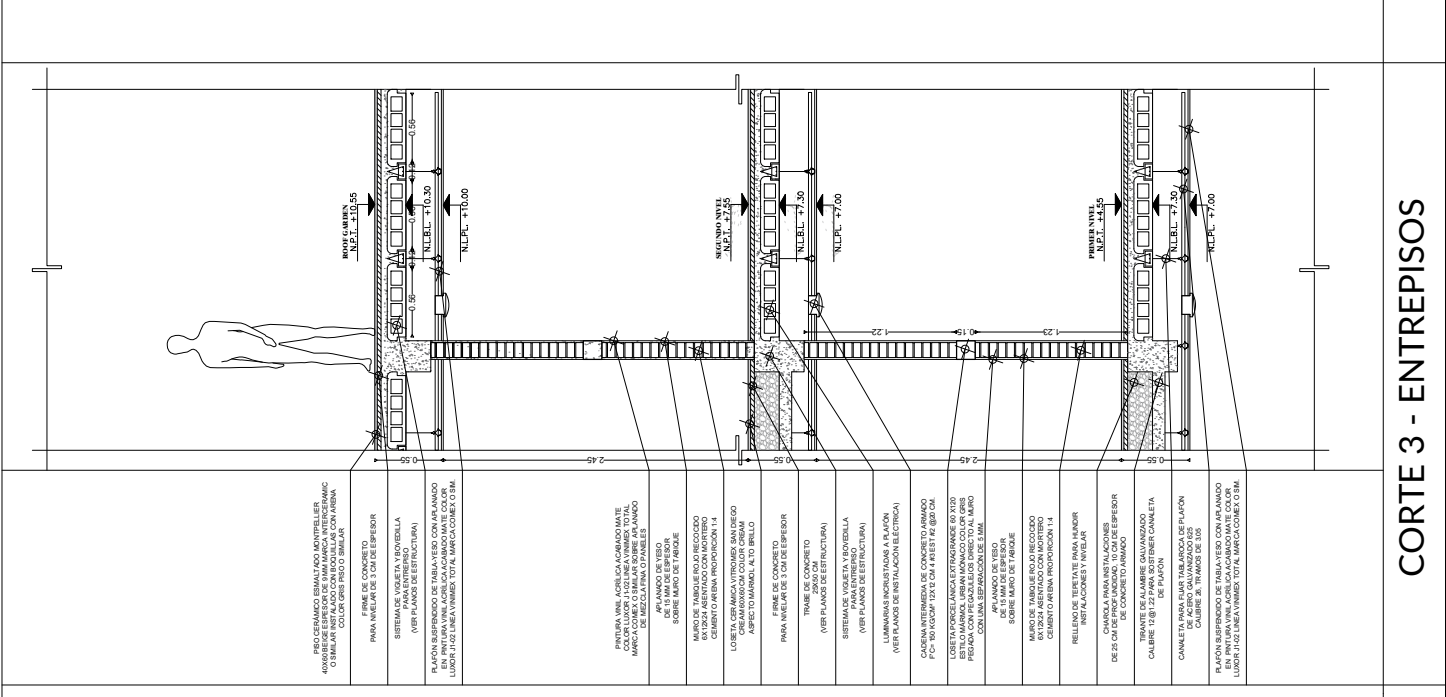 PISO CERÁMICO ESMALTADO MONTPELLIER
40X60 BEIGE ESPESOR DE 9 MM MARCA INTERCERAMIC
O SIMILAR INSTALADO CON BOQUILLAS CON ARENA
COLOR GRIS PISO O SIMILAR
FIRME DE CONCRETO
PARA NIVELAR DE 3 CM DE ESPESOR
SISTEMA DE VIGUETA Y BOVEDILLA
PARA ENTREPISO
(VER PLANOS DE ESTRUCTURA)
PLAFÓN SUSPENDIDO DE TABLA-YESO CON APLANADO
EN PINTURA VINIL ACRÍLICA ACABADO MATE COLOR
LUXOR J1-02 LINEA VINIMEX TOTAL MARCA COMEX O SIM.
PINTURA VINIL ACRÍLICA ACABADO MATE
COLOR LUXOR J1-02 LINEA VINIMEX TOTAL
MARCA COMEX O SIMILAR SOBRE APLANADO
DE MEZCLA FINA O PANELES
APLANADO DE YESO
DE 15 MM DE ESPESOR
SOBRE MURO DE TABIQUE
MURO DE TABIQUE ROJO RECOCIDO
6X12X24 ASENTADO CON MORTERO
CEMENTO ARENA PROPORCIÓN 1:4
LOSETA CERÁMICA VITROMEX SAN DIEGO
CREAM 60X60 CM COLOR CREAM
ASPECTO MÁRMOL ALTO BRILLO
FIRME DE CONCRETO
PARA NIVELAR DE 3 CM DE ESPESOR
TRABE DE CONCRETO
25X50 CM
(VER PLANOS DE ESTRUCTURA)
SISTEMA DE VIGUETA Y BOVEDILLA
PARA ENTREPISO
(VER PLANOS DE ESTRUCTURA)
LUMINARIAS INCRUSTADAS A PLAFÓN
(VER PLANOS DE INSTALACIÓN ELÉCTRICA)
CADENA INTERMEDIA DE CONCRETO ARMADO
F'C= 150 KG/CM² 12 X 12 CM 4 #3 EST #2 @20 CM.
LOSETA PORCELÁNICA EXTRAGRANDE 60 X120
ESTILO MÁRMOL URBAN MÓNACO COLOR GRIS
PEGADA CON PEGAZULEJOS DIRECTO AL MURO
CON UNA SEPARACIÓN DE 5 MM.
APLANADO DE YESO
DE 15 MM DE ESPESOR
SOBRE MURO DE TABIQUE
MURO DE TABIQUE ROJO RECOCIDO
6X12X24 ASENTADO CON MORTERO
CEMENTO ARENA PROPORCIÓN 1:4
RELLENO DE TEPETATE PARA HUNDIR
INSTALACIONES Y NIVELAR
CHAROLA PARA INSTALACIONES
DE 25 CM DE PROFUNDIDAD, 10 CM DE ESPESOR
DE CONCRETO ARMADO
TIRANTE DE ALAMBRE GALVANIZADO
CALIBRE 12 @1.22 PARA SOSTENER CANALETA
DE PLAFÓN
CANALETA PARA FIJAR TABLAROCA DE PLAFÓN
DE ACERO GALVANIZADO 625
CALIBRE 26, TRAMOS DE 3.05
PLAFÓN SUSPENDIDO DE TABLA-YESO CON APLANADO
EN PINTURA VINIL ACRÍLICA ACABADO MATE COLOR
LUXOR J1-02 LINEA VINIMEX TOTAL MARCA COMEX O SIM.
0.55
2.45
0.55
2.45
0.55
0.56
0.12
0.12
0.56
1.22
0.15
1.23
ROOF GARDEN
N.P.T. +10.55
N.L.B.L. +10.30
N.L.PL. +10.00
SEGUNDO NIVEL
N.P.T. +7.55
N.L.B.L. +7.30
N.L.PL. +7.00
PRIMER NIVEL
N.P.T. +4.55
N.L.B.L. +7.30
N.L.PL. +7.00
CORTE 3 - ENTREPISOS